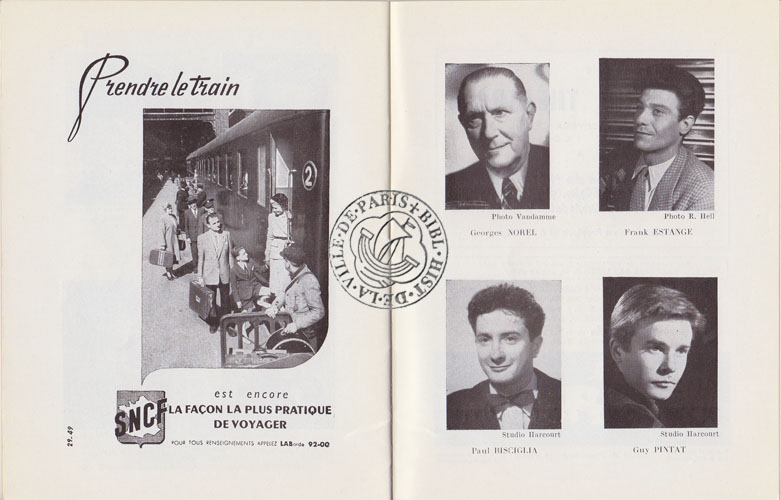 Prendre le train
2
est encore
SNCF
LA FAÇON LA PLUS PRATIQUE
DE VOYAGER
POUR TOUS RENSEIGNEMENTS APPELEZ LABorde 92-00
29.49
BIBL. HIST. DE LA VILLE DE PARIS
Photo Vandamme
Georges NOREL
Photo R. Hell
Frank ESTANGE
Studio Harcourt
Paul BISCIGLIA
Studio Harcourt
Guy PINTAT